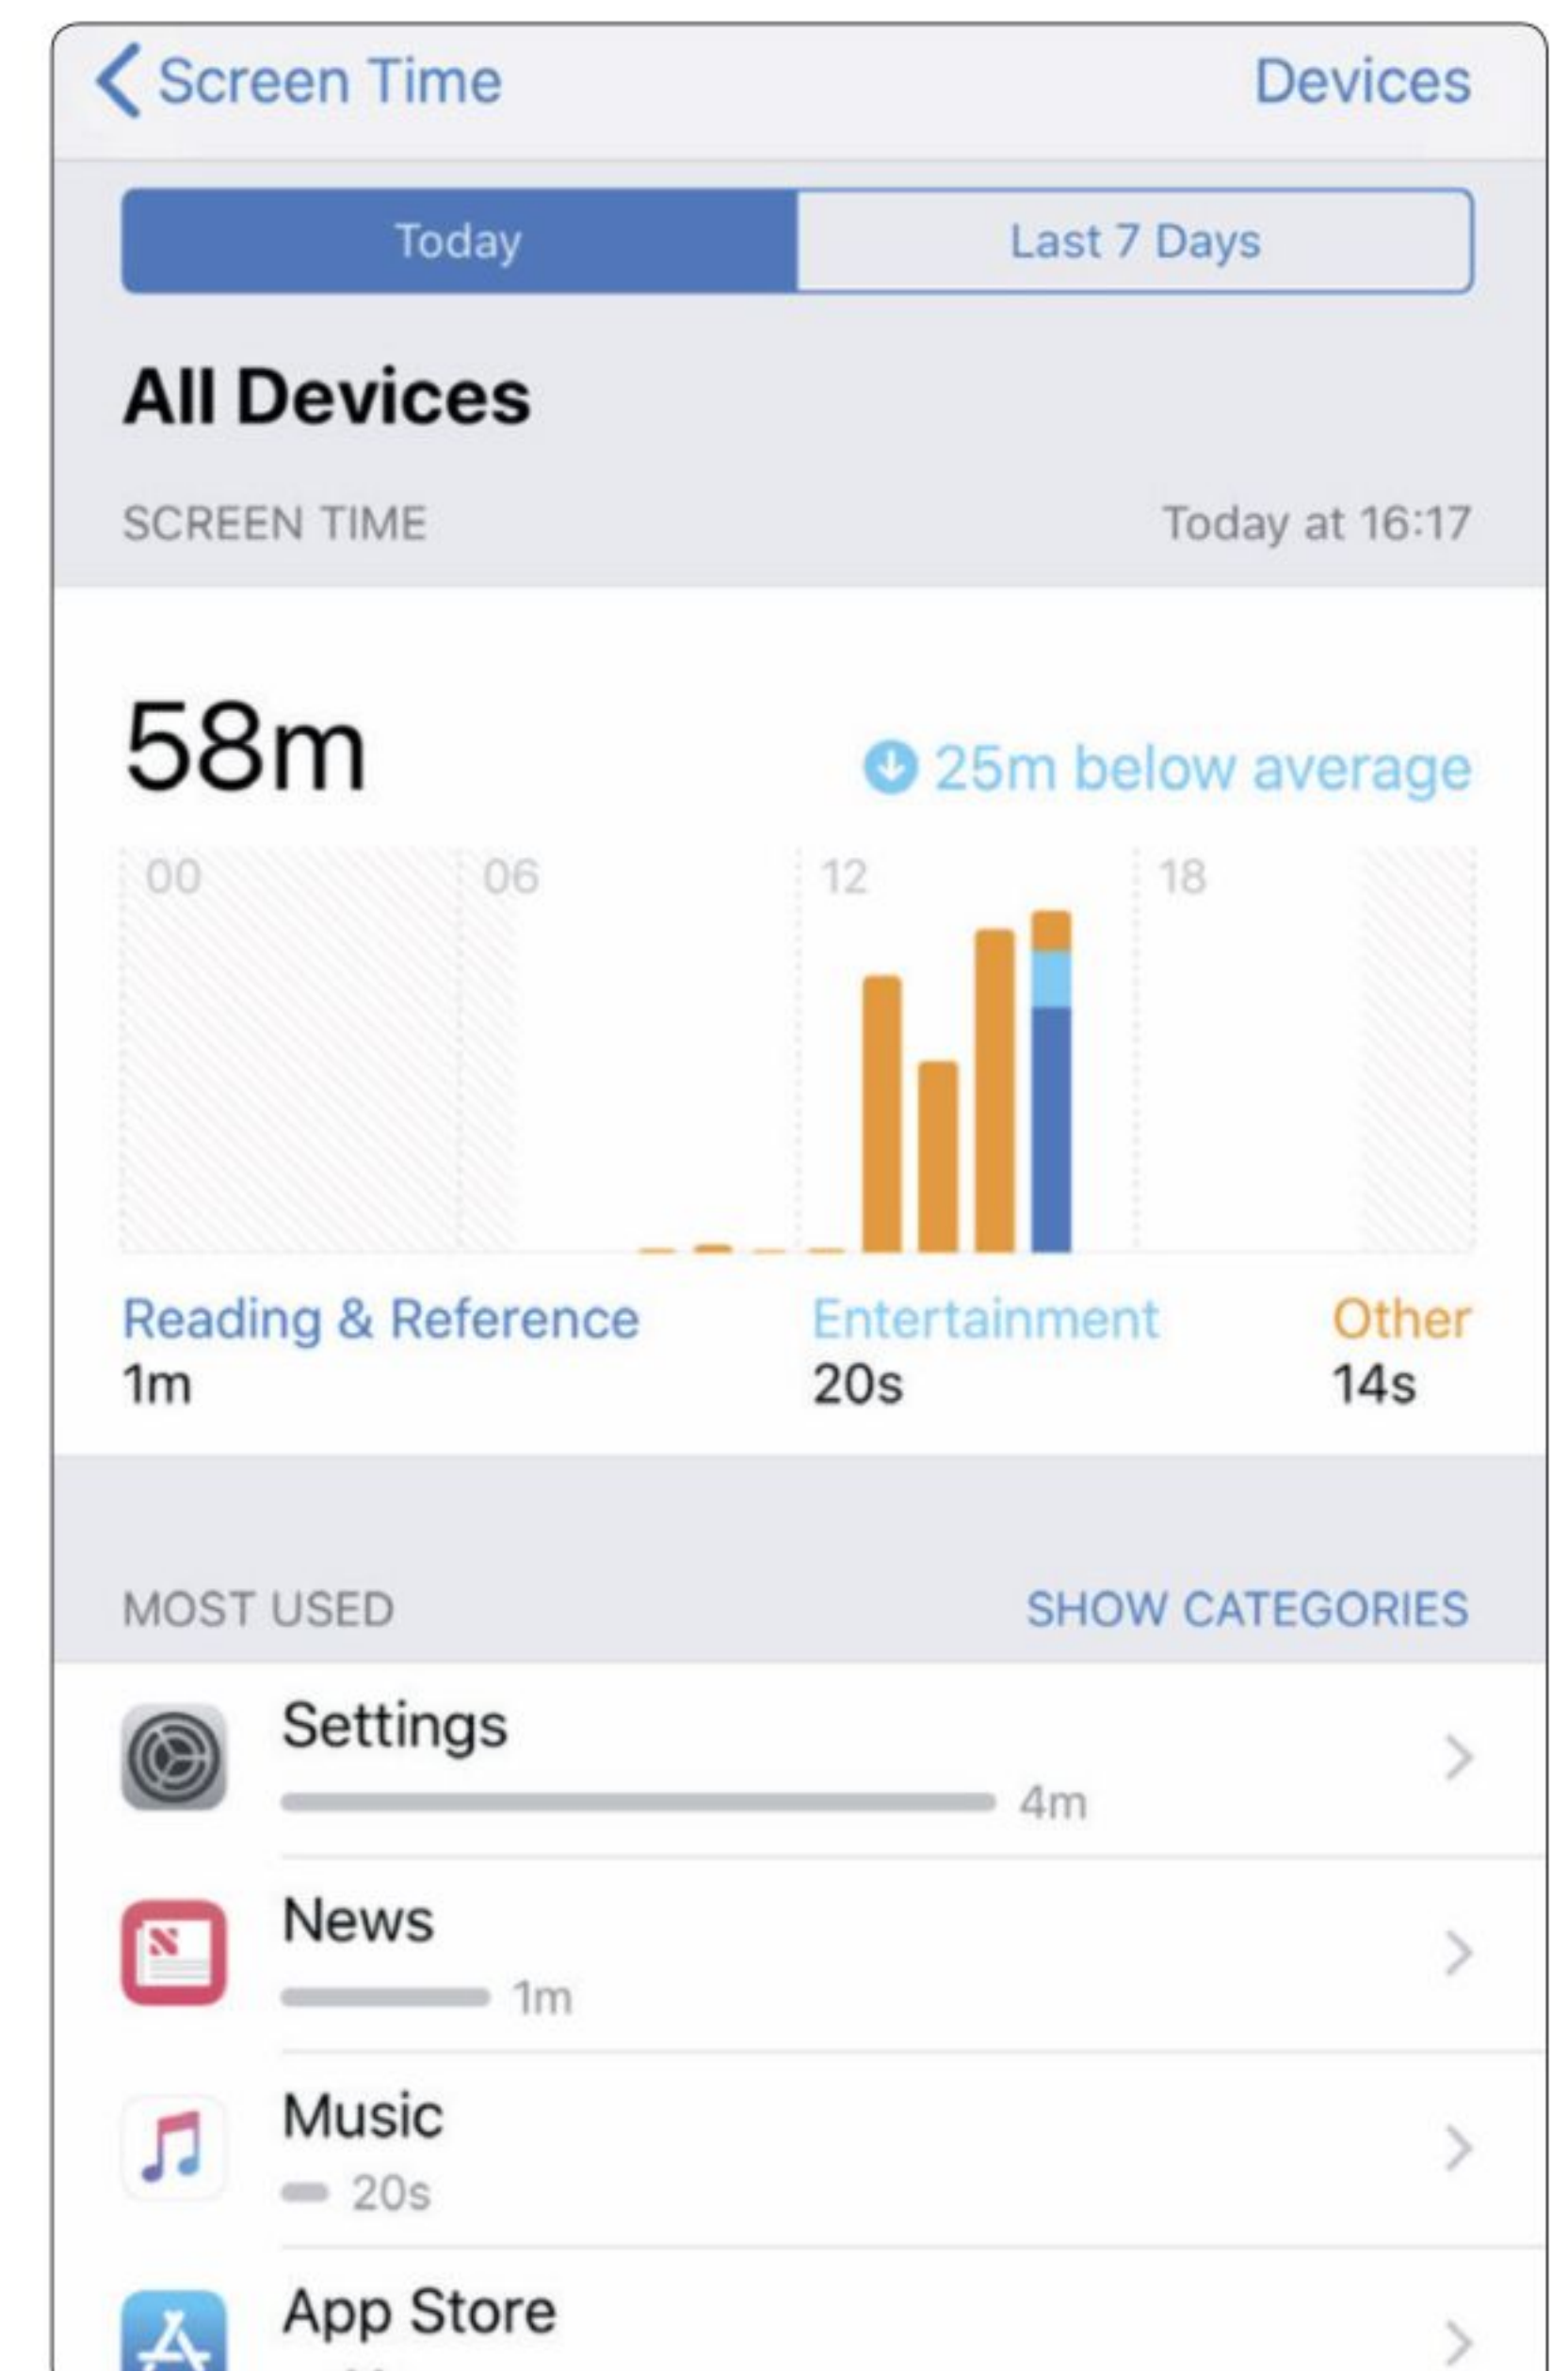 Screen Time Devices
Today Last 7 Days
All Devices
SCREEN TIME Today at 16:17
58m 25m below average
00 06 12 18
Reading & Reference Entertainment Other
1m 20s 14s
MOST USED SHOW CATEGORIES
Settings
4m
News
1m
Music
20s
App Store